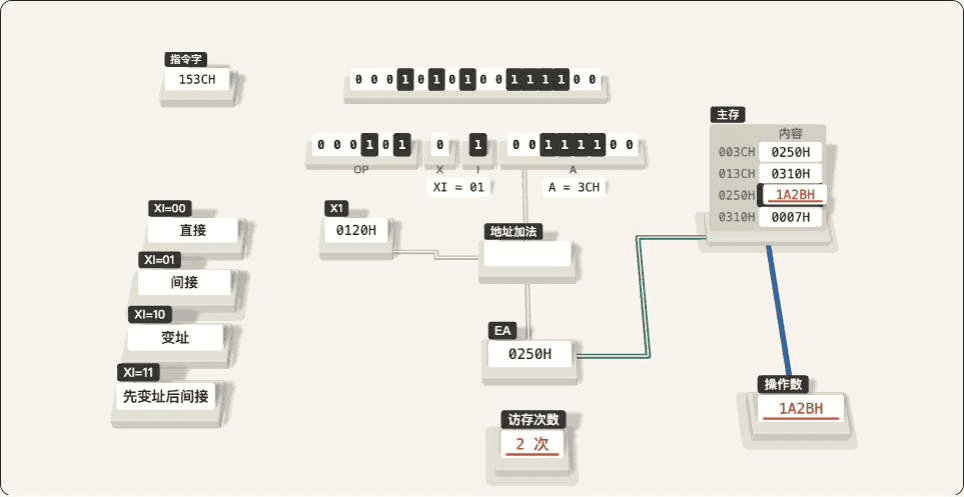 指令字
153CH
0 0 0 1 0 1 0 1 0 0 1 1 1 1 0 0
0 0 0 1 0 1 0 1 0 0 1 1 1 1 0 0
OP X I A
XI = 01 A = 3CH
XI=00
直接
XI=01
间接
XI=10
变址
XI=11
先变址后间接
X1
0120H
地址加法
EA
0250H
访存次数
2 次
主存
内容
003CH 0250H
013CH 0310H
0250H 1A2BH
0310H 0007H
操作数
1A2BH